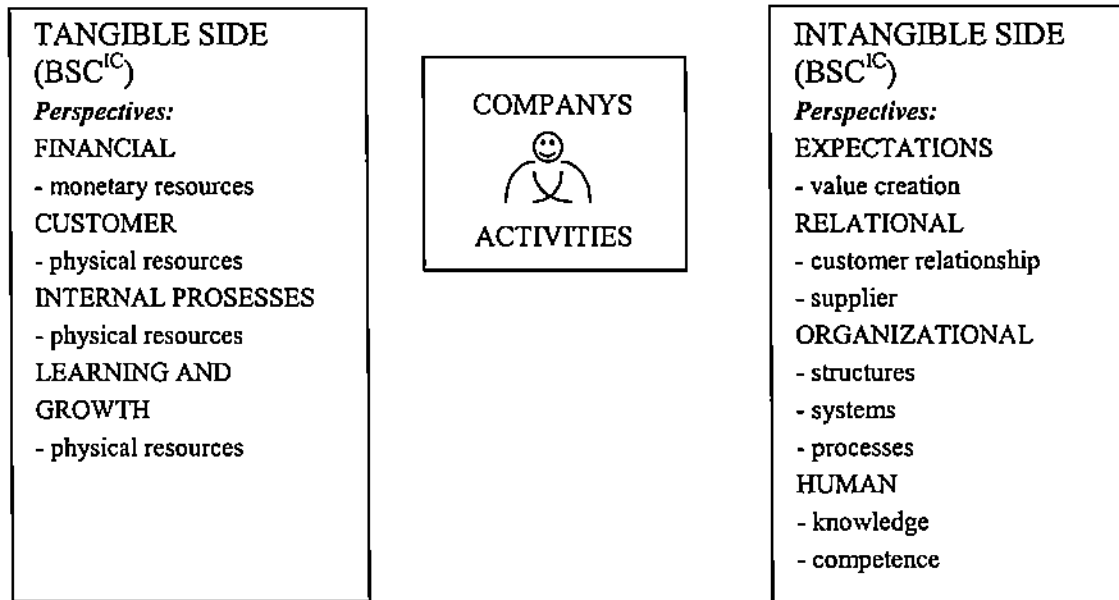 TANGIBLE SIDE
(BSC^IC)
Perspectives:
FINANCIAL
- monetary resources
CUSTOMER
- physical resources
INTERNAL PROSESSES
- physical resources
LEARNING AND
GROWTH
- physical resources
COMPANYS
ACTIVITIES
INTANGIBLE SIDE
(BSC^IC)
Perspectives:
EXPECTATIONS
- value creation
RELATIONAL
- customer relationship
- supplier
ORGANIZATIONAL
- structures
- systems
- processes
HUMAN
- knowledge
- competence